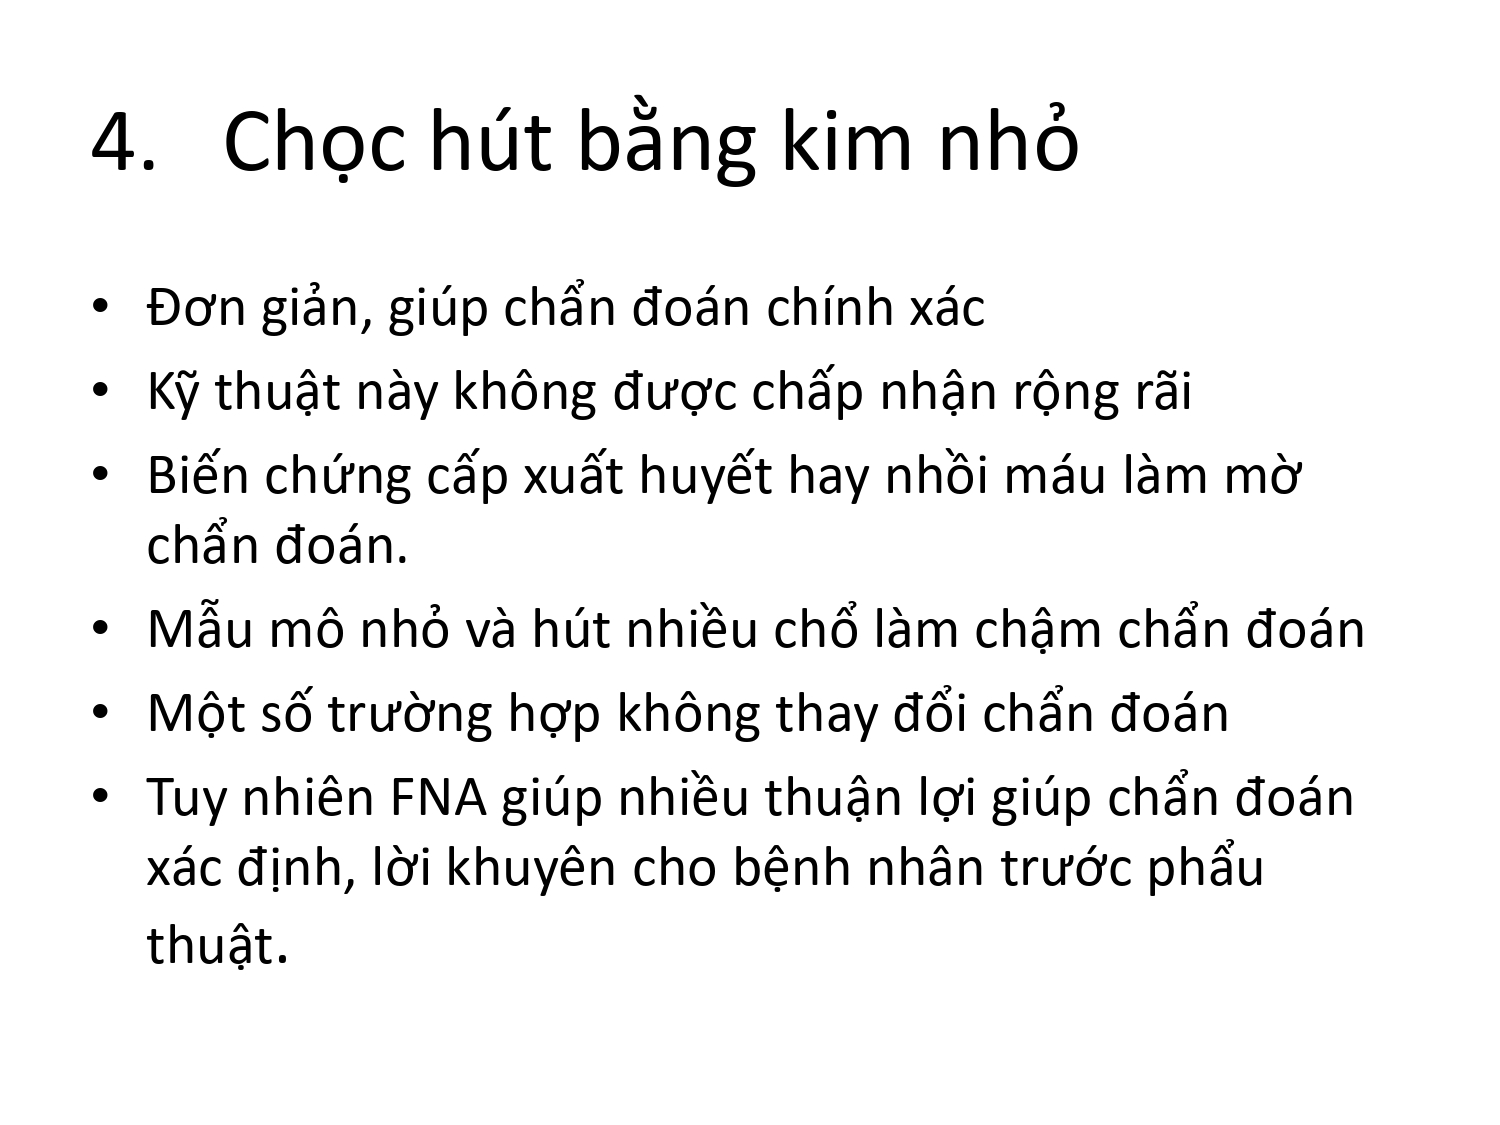 4. Chọc hút bằng kim nhỏ
• Đơn giản, giúp chẩn đoán chính xác
• Kỹ thuật này không được chấp nhận rộng rãi
• Biến chứng cấp xuất huyết hay nhồi máu làm mờ
chẩn đoán.
• Mẫu mô nhỏ và hút nhiều chổ làm chậm chẩn đoán
• Một số trường hợp không thay đổi chẩn đoán
• Tuy nhiên FNA giúp nhiều thuận lợi giúp chẩn đoán
xác định, lời khuyên cho bệnh nhân trước phẩu
thuật.